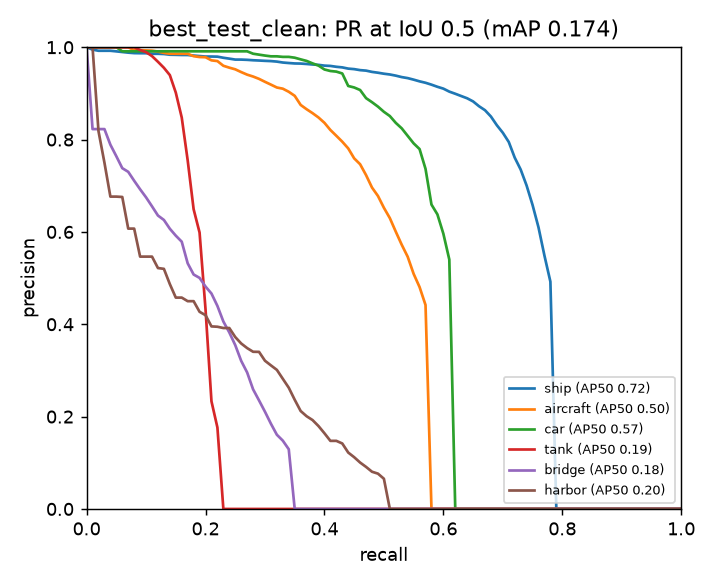 best_test_clean: PR at IoU 0.5 (mAP 0.174)
1.0
0.8
0.6
0.4
0.2
0.0
precision
0.0 0.2 0.4 0.6 0.8 1.0
recall
ship (AP50 0.72)
aircraft (AP50 0.50)
car (AP50 0.57)
tank (AP50 0.19)
bridge (AP50 0.18)
harbor (AP50 0.20)